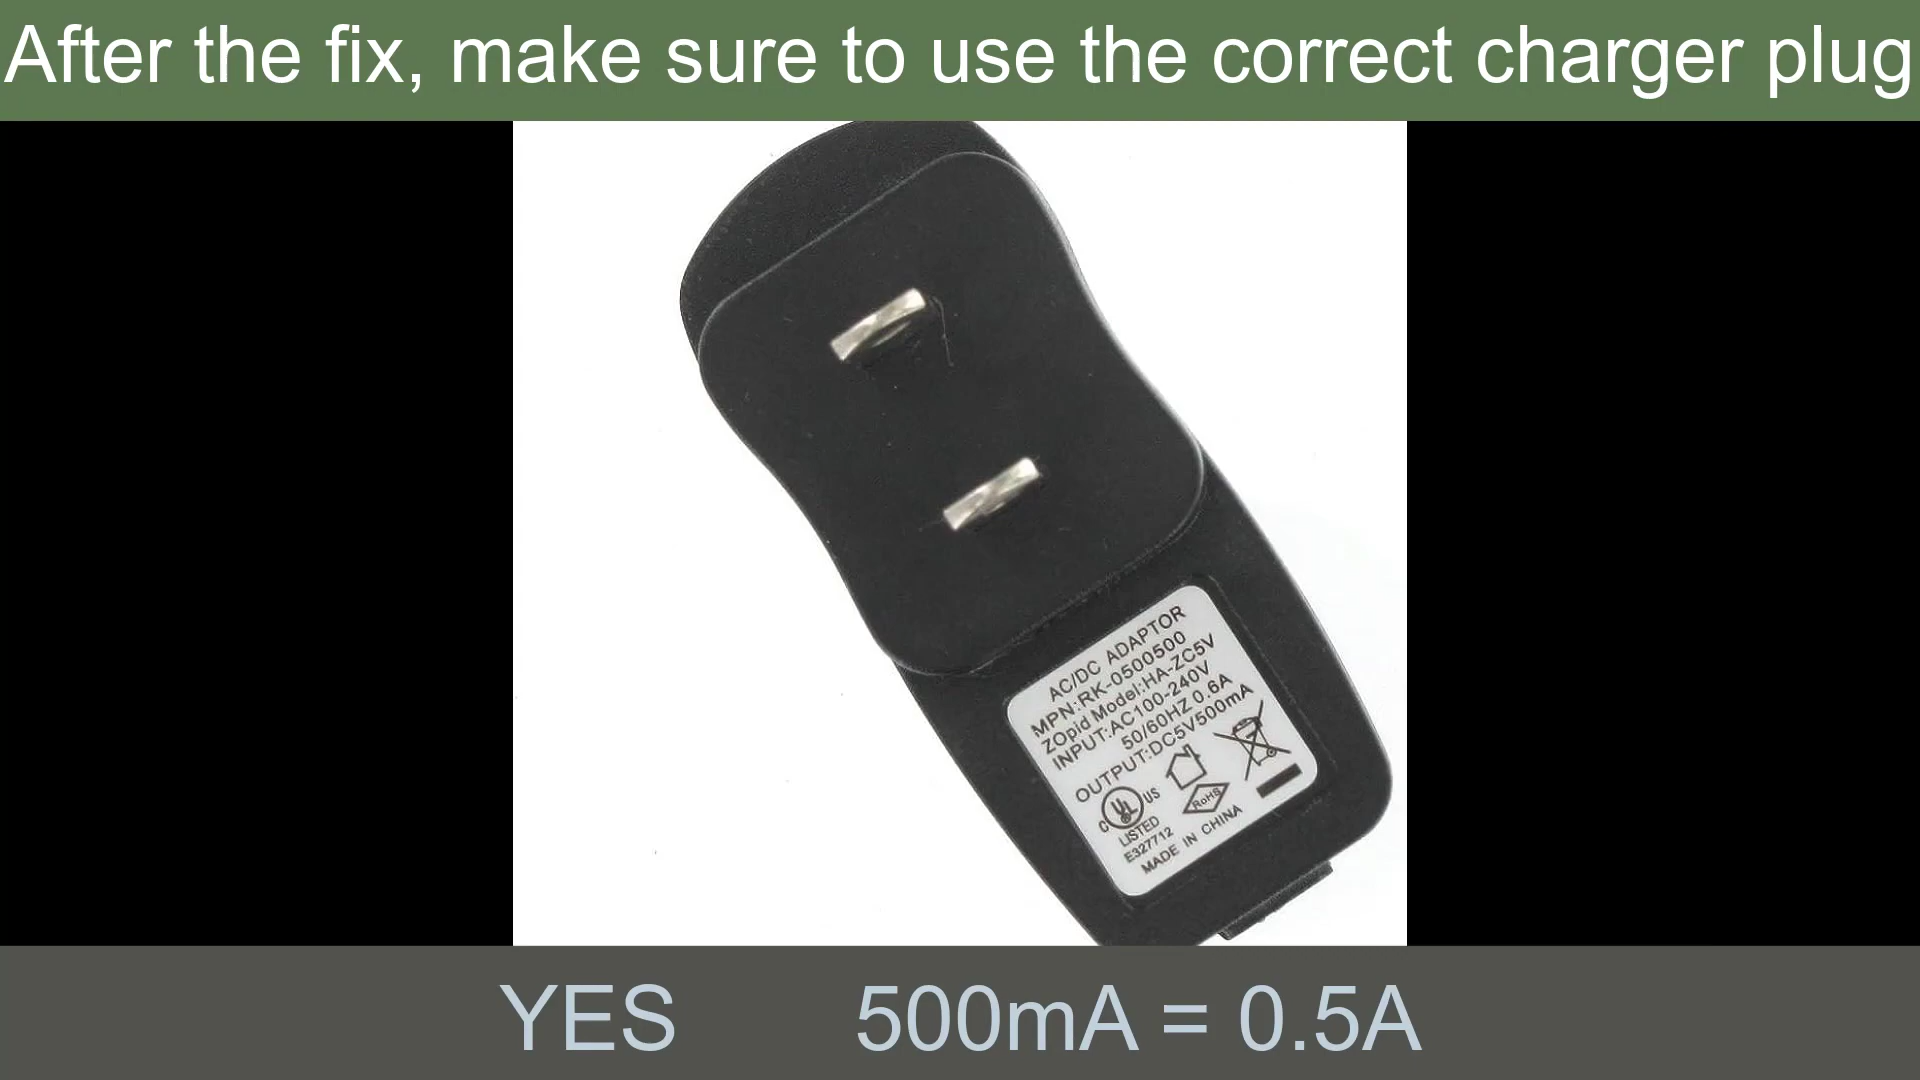 After the fix, make sure to use the correct charger plug
AC/DC ADAPTOR
MPN:RK-0500500
ZOpid Model:HA-ZC5V
INPUT:AC100-240V
50/60HZ 0.6A
OUTPUT:DC5V500mA
C UL US
LISTED
E327712
RoHS
MADE IN CHINA
YES 500mA = 0.5A